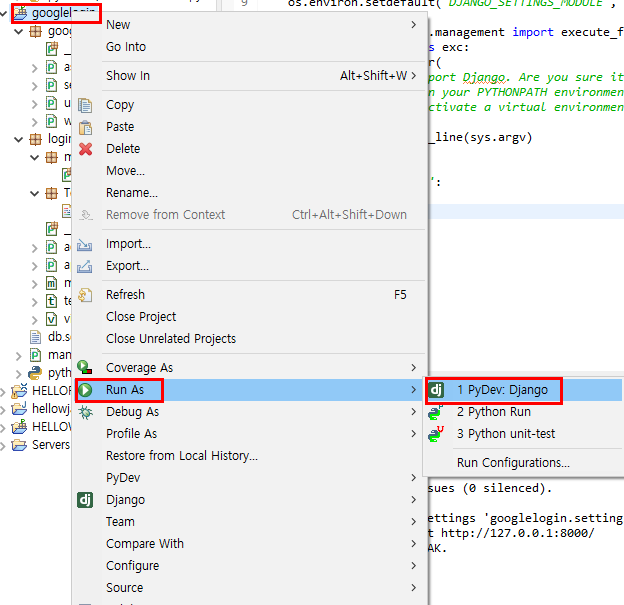 googlelogin
goo
as
se
u
w
login
m
T
a
a
m
te
v
db.s
man
pyth
HELLO
hellowj
HELLOW
Servers
9
os.environ.setdefault('DJANGO_SETTINGS_MODULE',
.management import execute_f
s exc:
r(
port Django. Are you sure it
n your PYTHONPATH environmen
ctivate a virtual environmen
_line(sys.argv)
':
New
Go Into
Show In Alt+Shift+W
Copy
Paste
Delete
Move...
Rename...
Remove from Context Ctrl+Alt+Shift+Down
Import...
Export...
Refresh F5
Close Project
Close Unrelated Projects
Coverage As
Run As
Debug As
Profile As
Restore from Local History...
PyDev
Django
Team
Compare With
Configure
Source
1 PyDev: Django
2 Python Run
3 Python unit-test
Run Configurations...
sues (0 silenced).
ettings 'googlelogin.setting
t http://127.0.0.1:8000/
AK.